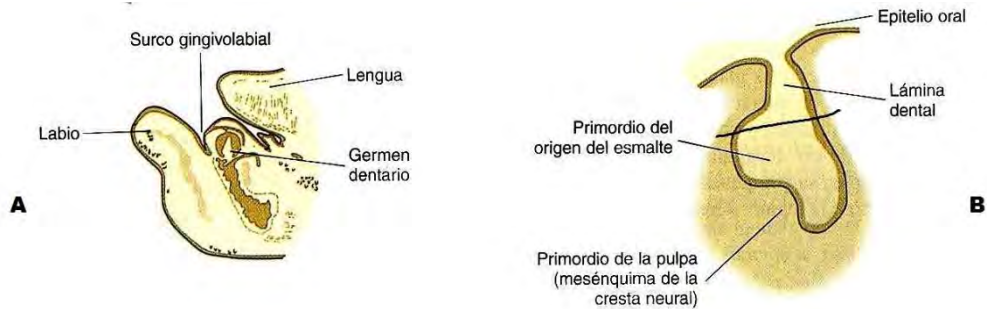 Surco gingivolabial
Lengua
Labio
Germen
dentario
A
Epitelio oral
Lámina
dental
Primordio del
origen del esmalte
B
Primordio de la pulpa
(mesénquima de la
cresta neural)